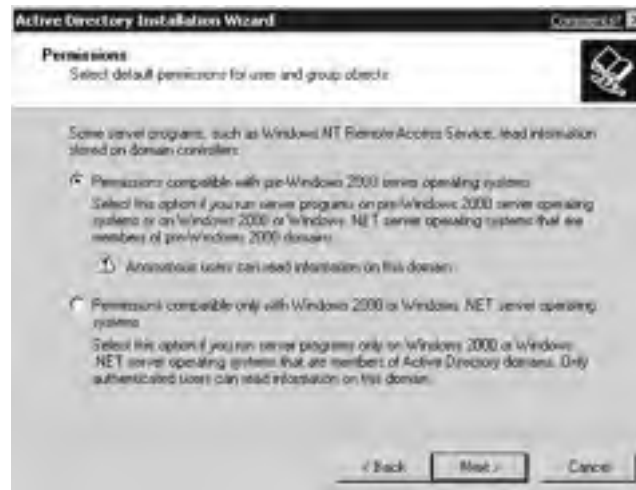 Active Directory Installation Wizard Comments?
Permissions
Select default permissions for user and group objects.
Some server programs, such as Windows NT Remote Access Service, read information
stored on domain controllers.
Permissions compatible with pre-Windows 2000 server operating systems
Select this option if you run server programs on pre-Windows 2000 server operating
systems or on Windows 2000 or Windows .NET server operating systems that are
members of pre-Windows 2000 domains.
Anonymous users can read information on this domain.
Permissions compatible only with Windows 2000 or Windows .NET server operating
systems
Select this option if you run server programs only on Windows 2000 or Windows
.NET server operating systems that are members of Active Directory domains. Only
authenticated users can read information on this domain.
< Back Next > Cancel